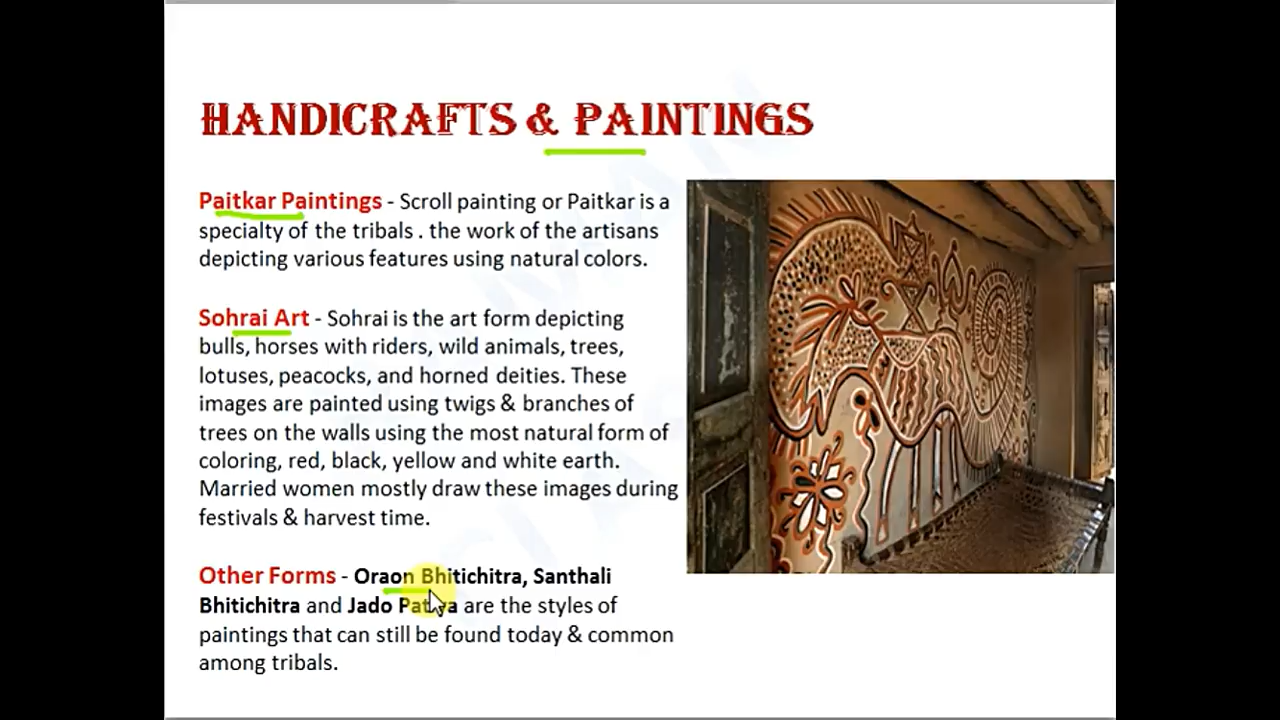 HANDICRAFTS & PAINTINGS
Paitkar Paintings - Scroll painting or Paitkar is a
specialty of the tribals . the work of the artisans
depicting various features using natural colors.
Sohrai Art - Sohrai is the art form depicting
bulls, horses with riders, wild animals, trees,
lotuses, peacocks, and horned deities. These
images are painted using twigs & branches of
trees on the walls using the most natural form of
coloring, red, black, yellow and white earth.
Married women mostly draw these images during
festivals & harvest time.
Other Forms - Oraon Bhitichitra, Santhali
Bhitichitra and Jado are the styles of
paintings that can still be found today & common
among tribals.